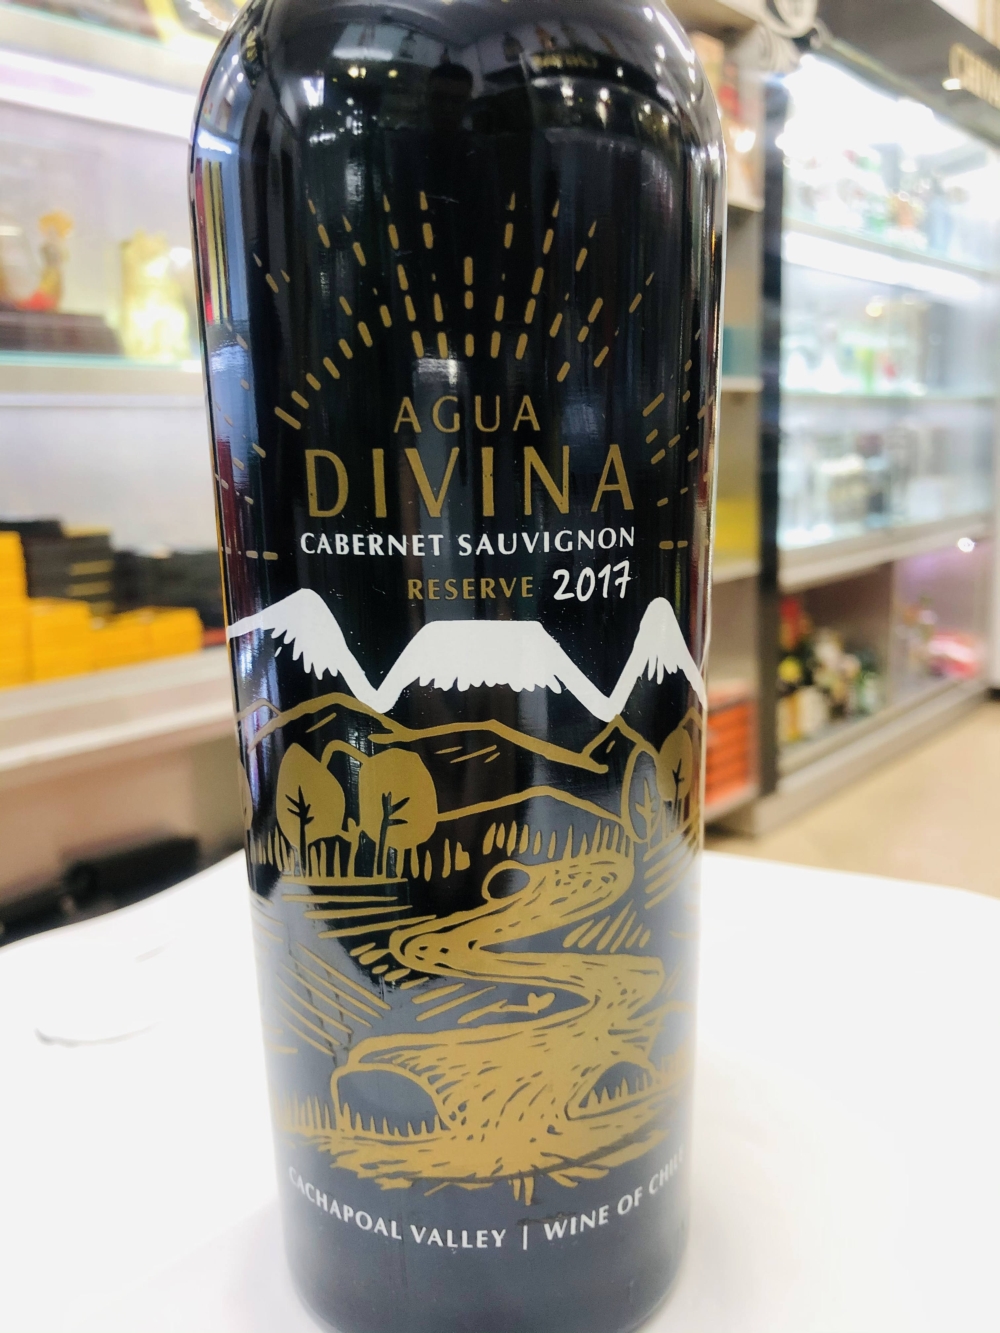 AGUA
DIVINA
CABERNET SAUVIGNON
RESERVE 2017
CACHAPOAL VALLEY | WINE OF CHILE